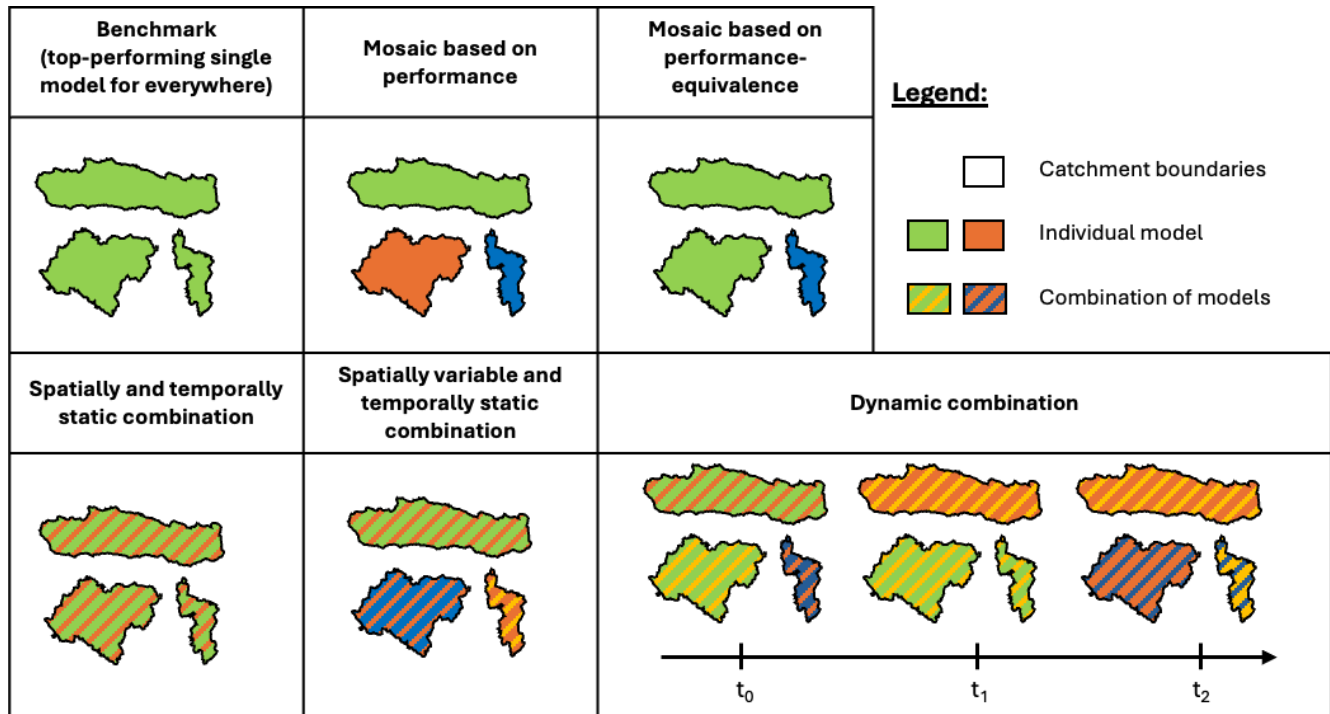 Benchmark
(top-performing single
model for everywhere)
Mosaic based on
performance
Mosaic based on
performance-
equivalence
Legend:
Catchment boundaries
Individual model
Combination of models
Spatially and temporally
static combination
Spatially variable and
temporally static
combination
Dynamic combination
t₀
t₁
t₂